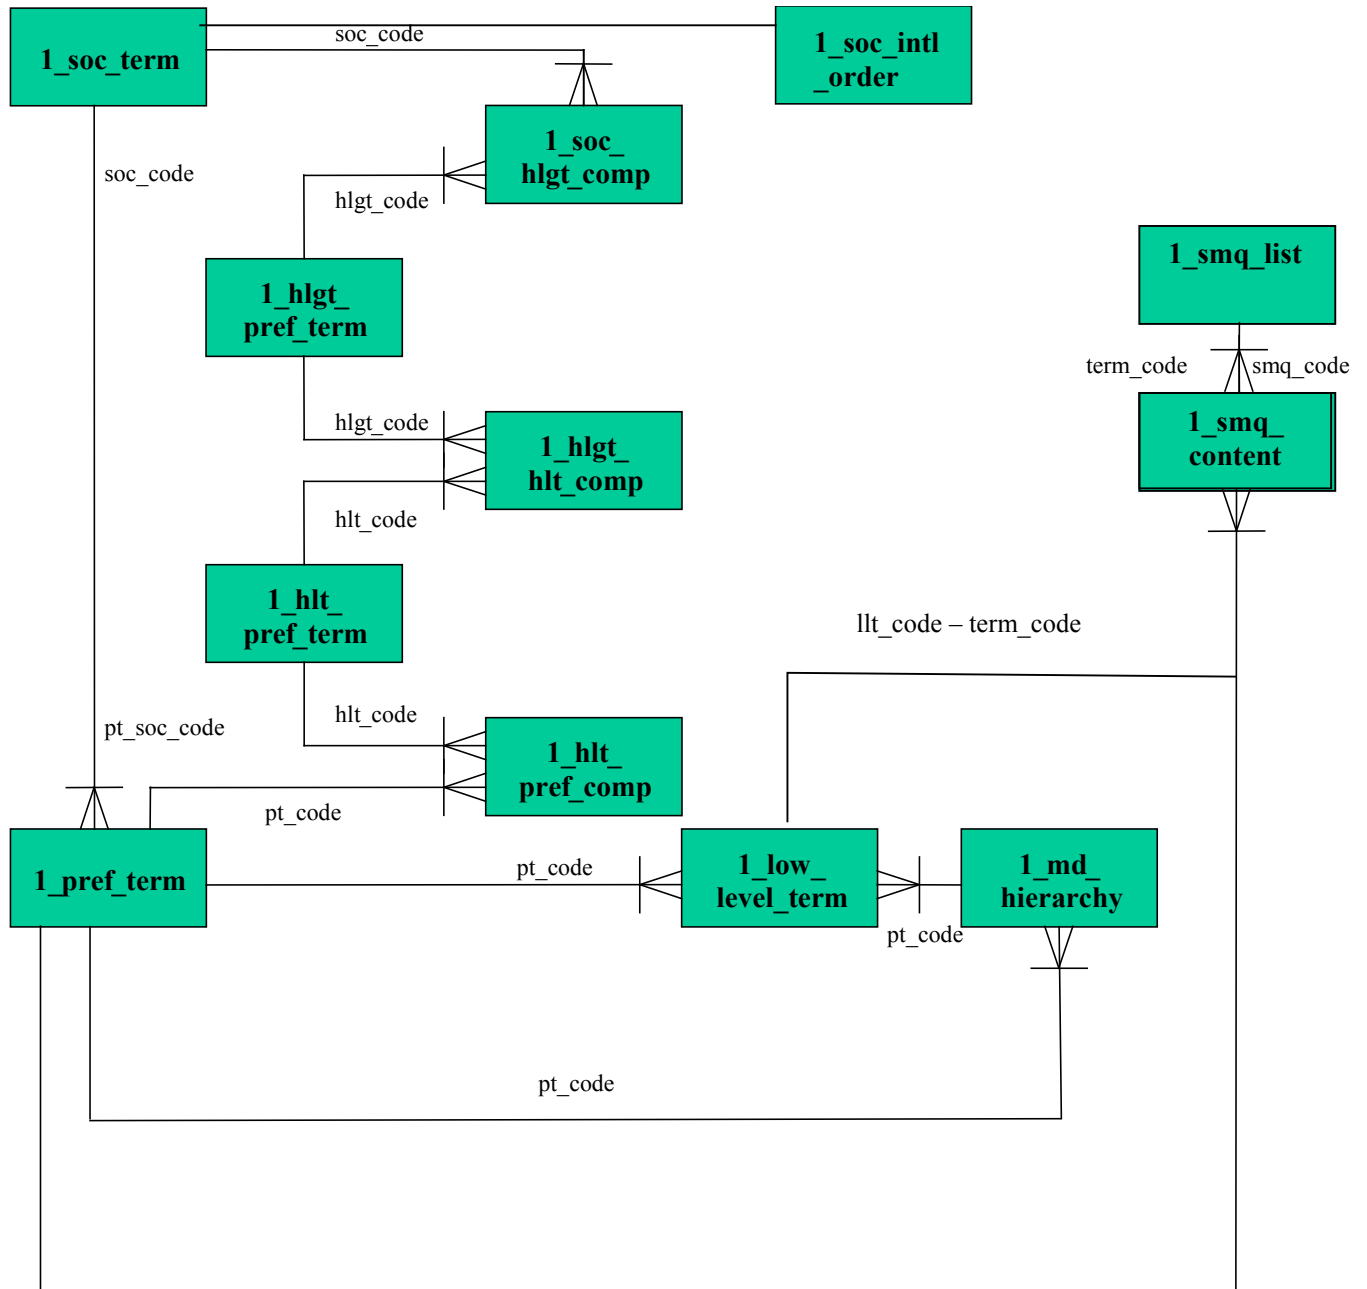 1_soc_term
soc_code
1_soc_intl
_order
1_soc_
hlgt_comp
soc_code
hlgt_code
1_smq_list
1_hlgt_
pref_term
term_code
smq_code
hlgt_code
1_hlgt_
hlt_comp
1_smq_
content
hlt_code
1_hlt_
pref_term
llt_code – term_code
hlt_code
pt_soc_code
1_hlt_
pref_comp
pt_code
1_pref_term
pt_code
1_low_
level_term
1_md_
hierarchy
pt_code
pt_code